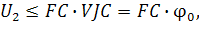 U₂ ≤ FC · VJC = FC · φ₀,